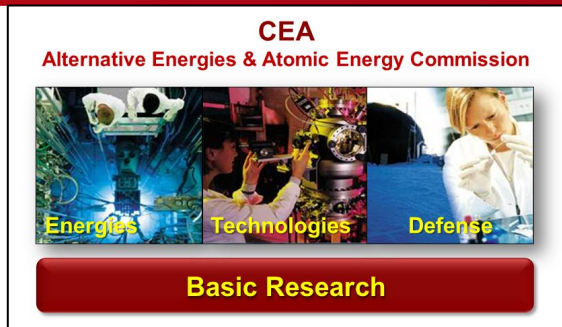 CEA
Alternative Energies & Atomic Energy Commission
Energies
Technologies
Defense
Basic Research